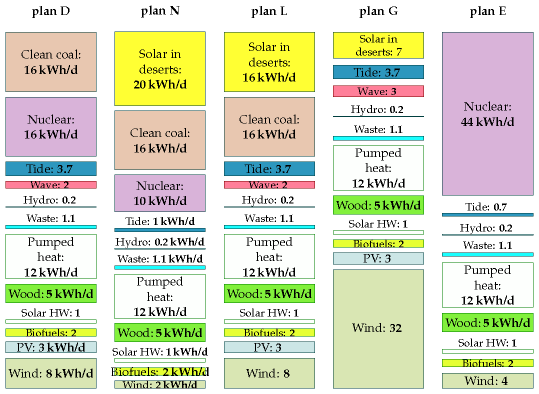 plan D
Clean coal:
16 kWh/d
Nuclear:
16 kWh/d
Tide: 3.7
Wave: 2
Hydro: 0.2
Waste: 1.1
Pumped
heat:
12 kWh/d
Wood: 5 kWh/d
Solar HW: 1
Biofuels: 2
PV: 3 kWh/d
Wind: 8 kWh/d
plan N
Solar in
deserts:
20 kWh/d
Clean coal:
16 kWh/d
Nuclear:
10 kWh/d
Tide: 1 kWh/d
Hydro: 0.2 kWh/d
Waste: 1.1 kWh/d
Pumped
heat:
12 kWh/d
Wood: 5 kWh/d
Solar HW: 1 kWh/d
Biofuels: 2 kWh/d
Wind: 2 kWh/d
plan L
Solar in
deserts:
16 kWh/d
Clean coal:
16 kWh/d
Tide: 3.7
Wave: 2
Hydro: 0.2
Waste: 1.1
Pumped
heat:
12 kWh/d
Wood: 5 kWh/d
Solar HW: 1
Biofuels: 2
PV: 3
Wind: 8
plan G
Solar in
deserts: 7
Tide: 3.7
Wave: 3
Hydro: 0.2
Waste: 1.1
Pumped
heat:
12 kWh/d
Wood: 5 kWh/d
Solar HW: 1
Biofuels: 2
PV: 3
Wind: 32
plan E
Nuclear:
44 kWh/d
Tide: 0.7
Hydro: 0.2
Waste: 1.1
Pumped
heat:
12 kWh/d
Wood: 5 kWh/d
Solar HW: 1
Biofuels: 2
Wind: 4